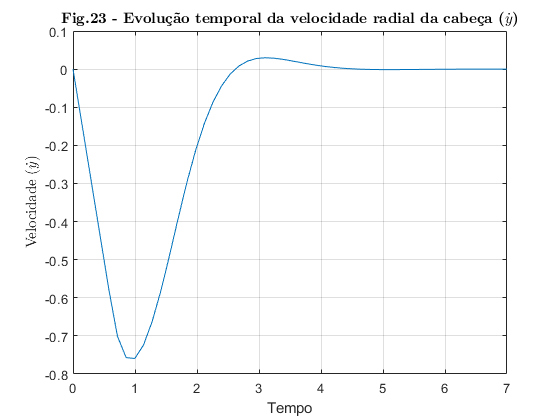 Fig.23 - Evolução temporal da velocidade radial da cabeça (ẏ)
0.1
0
-0.1
-0.2
-0.3
-0.4
-0.5
-0.6
-0.7
-0.8
Velocidade (ẏ)
0 1 2 3 4 5 6 7
Tempo